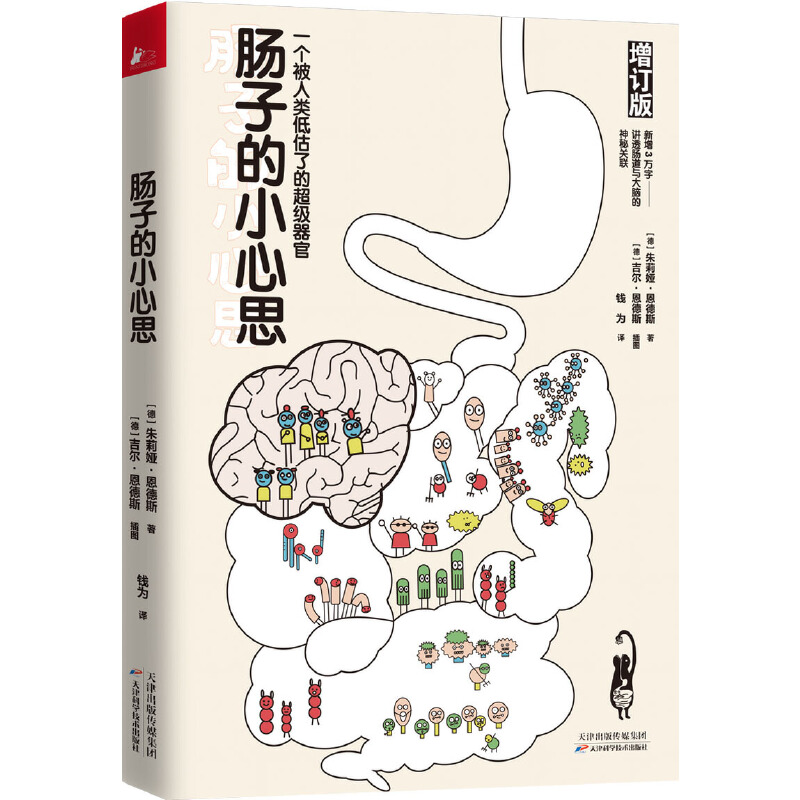 增订版
新增3万字——
讲透肠道与大脑的
神秘关联
一个被人类低估了的超级器官
肠子的小心思
肠子的小心思
[德]朱莉娅·恩德斯 著
[德]吉尔·恩德斯 插图
钱为 译
天津出版传媒集团
天津科学技术出版社
肠子的小心思
[德]朱莉娅·恩德斯 著
[德]吉尔·恩德斯 插图
钱为 译
天津出版传媒集团
天津科学技术出版社